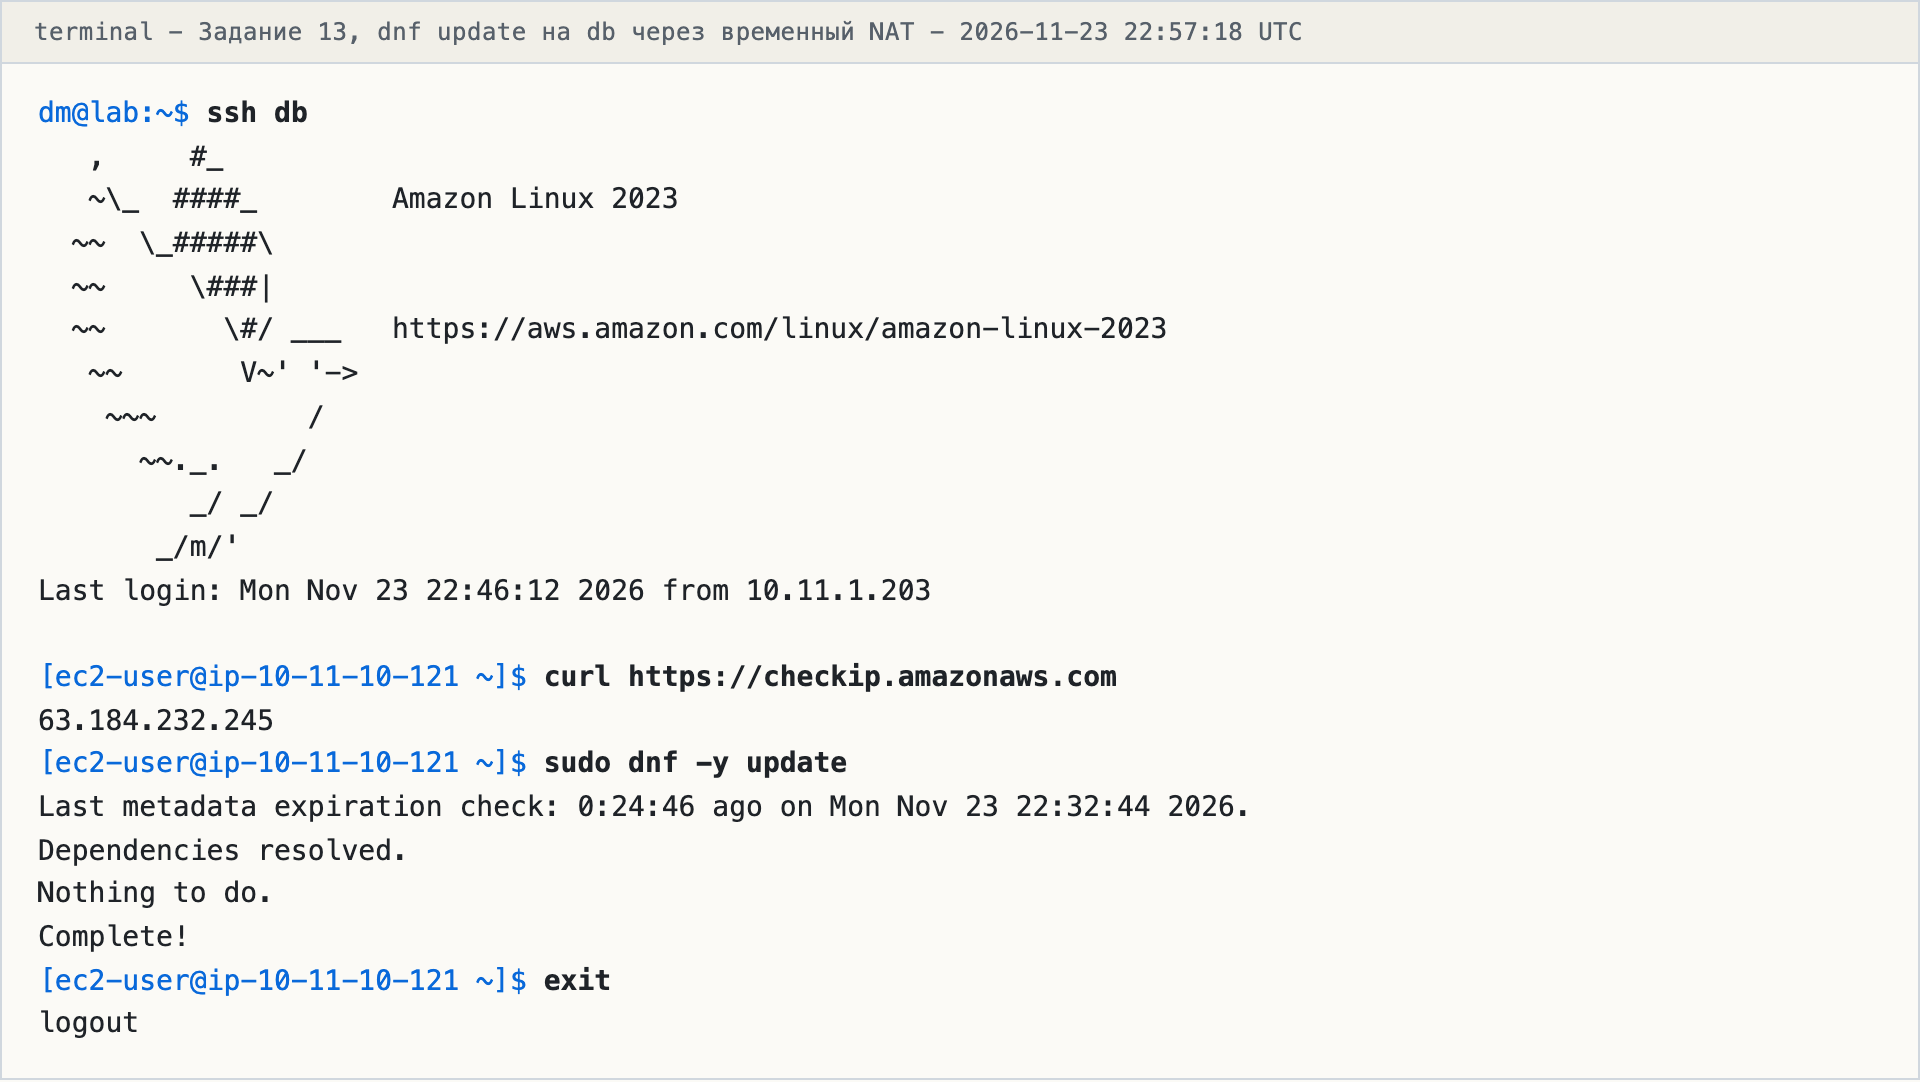 terminal – Задание 13, dnf update на db через временный NAT – 2026-11-23 22:57:18 UTC
dm@lab:~$ ssh db
   ,     #_
   ~\_  ####_        Amazon Linux 2023
  ~~  \_#####\
  ~~     \###|
  ~~       \#/ ___   https://aws.amazon.com/linux/amazon-linux-2023
   ~~       V~' '->
    ~~~         /
      ~~._.   _/
         _/ _/
       _/m/'
Last login: Mon Nov 23 22:46:12 2026 from 10.11.1.203
[ec2-user@ip-10-11-10-121 ~]$ curl https://checkip.amazonaws.com
63.184.232.245
[ec2-user@ip-10-11-10-121 ~]$ sudo dnf -y update
Last metadata expiration check: 0:24:46 ago on Mon Nov 23 22:32:44 2026.
Dependencies resolved.
Nothing to do.
Complete!
[ec2-user@ip-10-11-10-121 ~]$ exit
logout